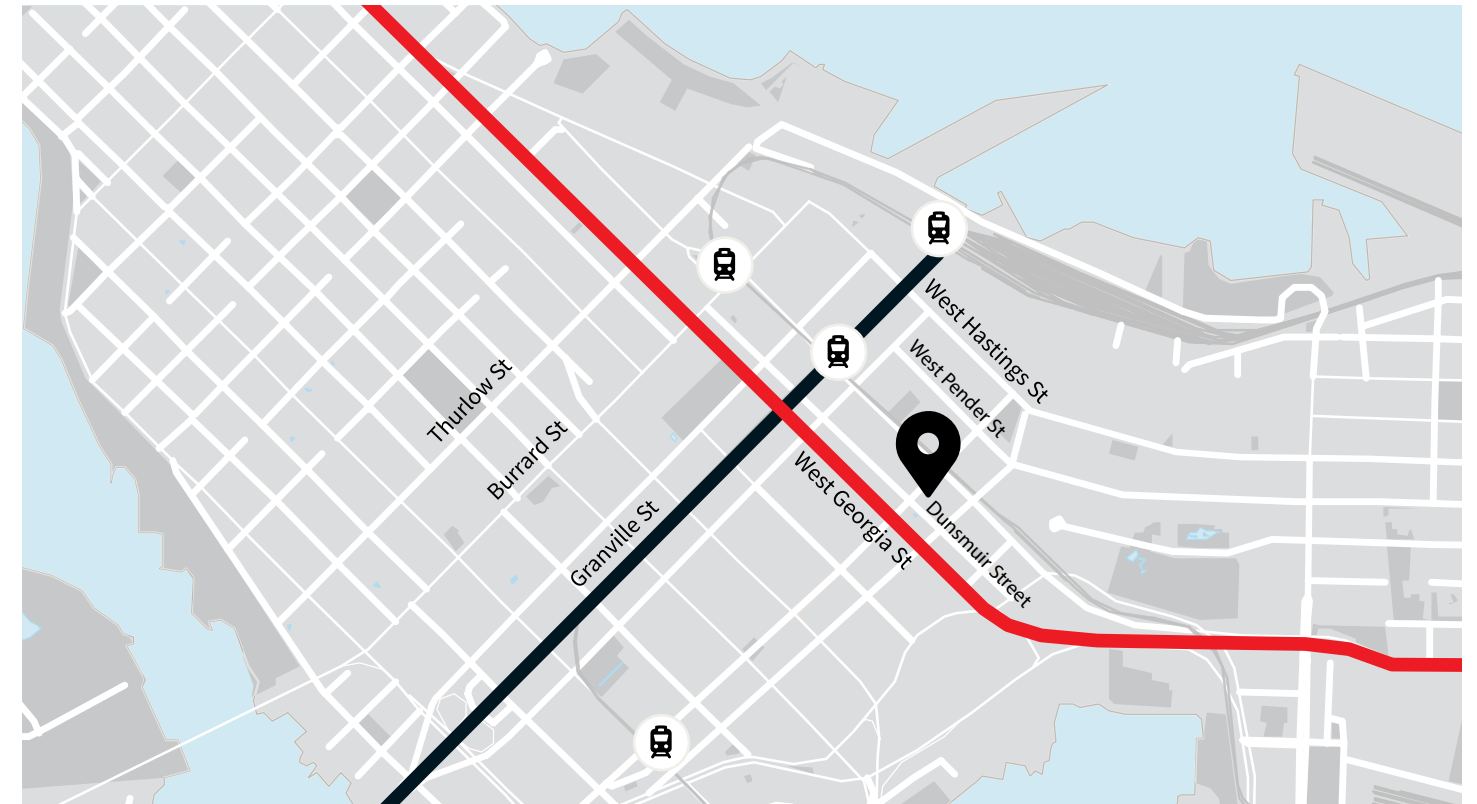 West Hastings St
West Pender St
Thurlow St
Burrard St
West Georgia St
Granville St
Dunsmuir Street